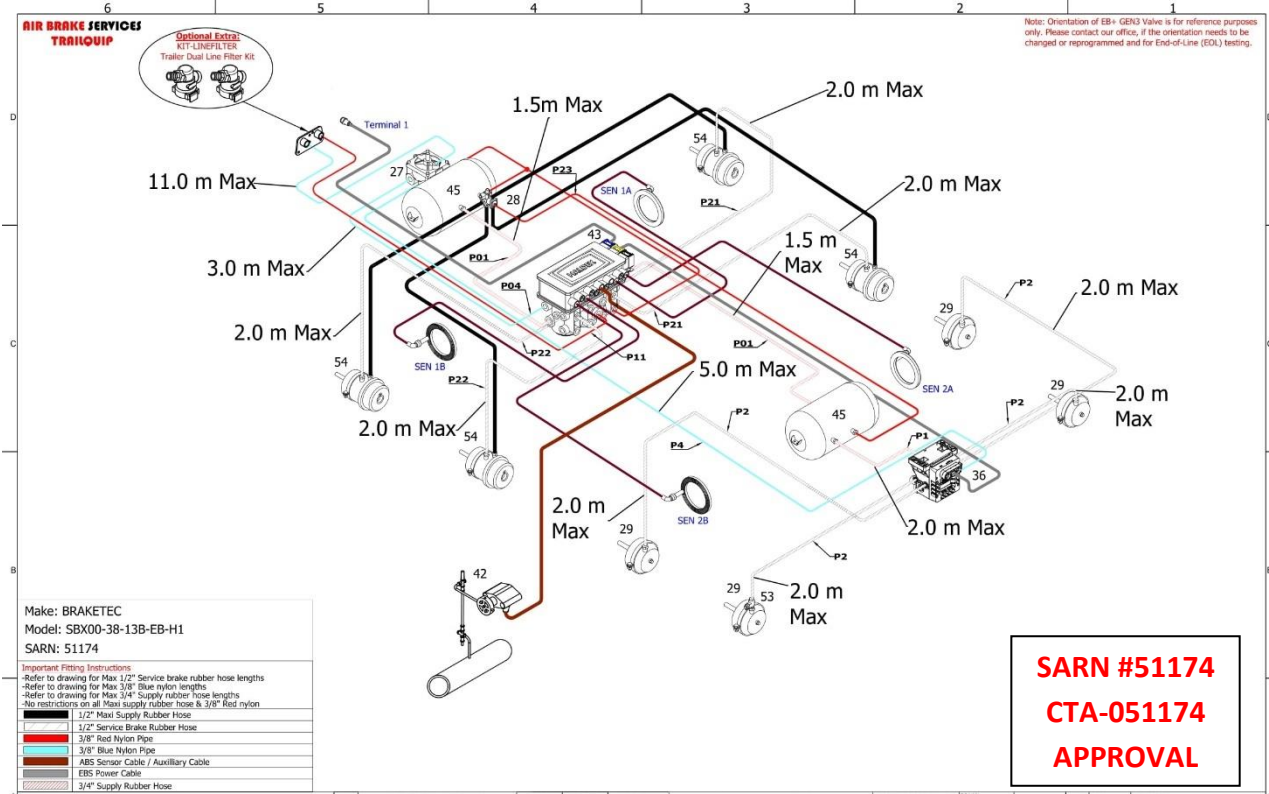 6
5
4
3
2
1
D
C
B
AIR BRAKE SERVICES
TRAILQUIP
Optional Extra:
KIT-LINEFILTER
Trailer Dual Line Filter Kit
Note: Orientation of EB+ GEN3 Valve is for reference purposes
only. Please contact our office, if the orientation needs to be
changed or reprogrammed and for End-of-Line (EOL) testing.
Terminal 1
1.5m Max
2.0 m Max
54
11.0 m Max
27
45
28
P23
SEN 1A
P21
2.0 m Max
3.0 m Max
P01
43
54
1.5 m
Max
P04
P2
2.0 m Max
29
2.0 m Max
P21
P22
P11
P01
SEN 1B
54
P22
5.0 m Max
SEN 2A
29
2.0 m
Max
2.0 m Max
54
P2
P4
45
P2
P1
36
2.0 m
Max
29
SEN 2B
2.0 m Max
P2
42
29
53
2.0 m
Max
Make: BRAKETEC
Model: SBX00-38-13B-EB-H1
SARN: 51174
Important Fitting Instructions
-Refer to drawing for Max 1/2" Service brake rubber hose lengths
-Refer to drawing for Max 3/8" Blue nylon lengths
-Refer to drawing for Max 3/4" Supply rubber hose lengths
-No restrictions on all Maxi supply rubber hose & 3/8" Red nylon
1/2" Maxi Supply Rubber Hose
1/2" Service Brake Rubber Hose
3/8" Red Nylon Pipe
3/8" Blue Nylon Pipe
ABS Sensor Cable / Auxilliary Cable
EBS Power Cable
3/4" Supply Rubber Hose
SARN #51174
CTA-051174
APPROVAL